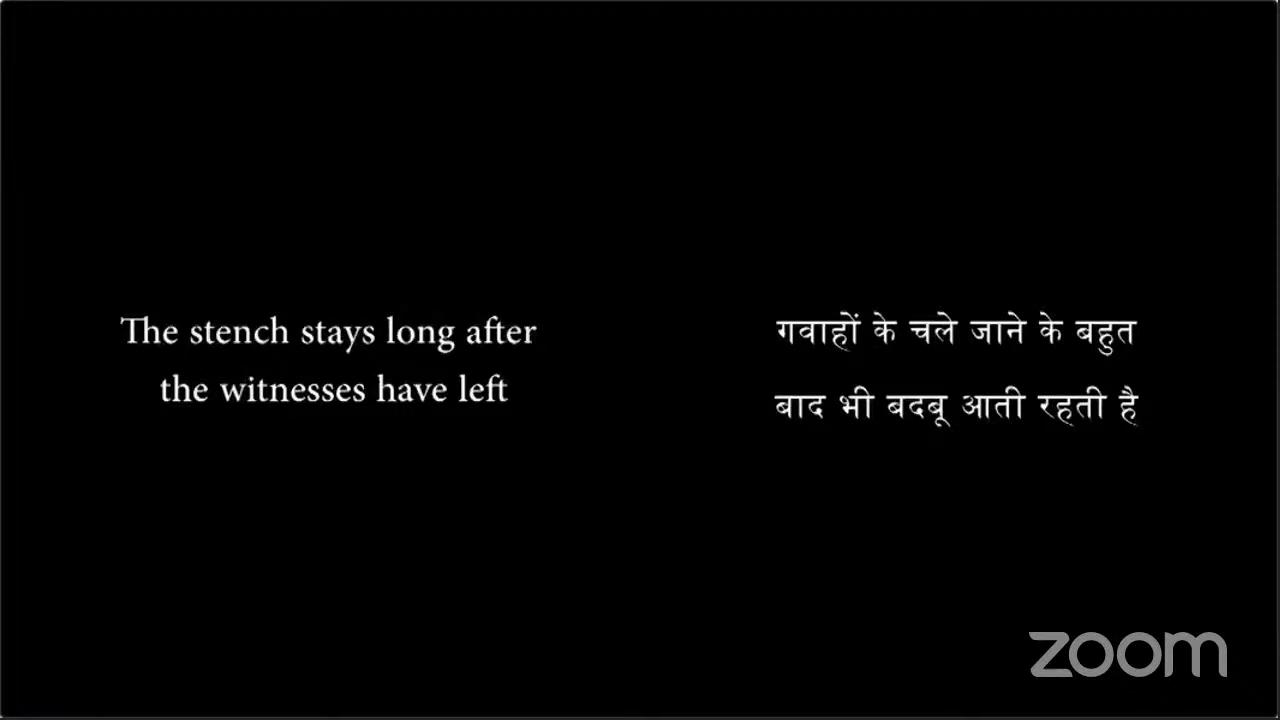 The stench stays long after
the witnesses have left
गवाहों के चले जाने के बहुत
बाद भी बदबू आती रहती है
zoom